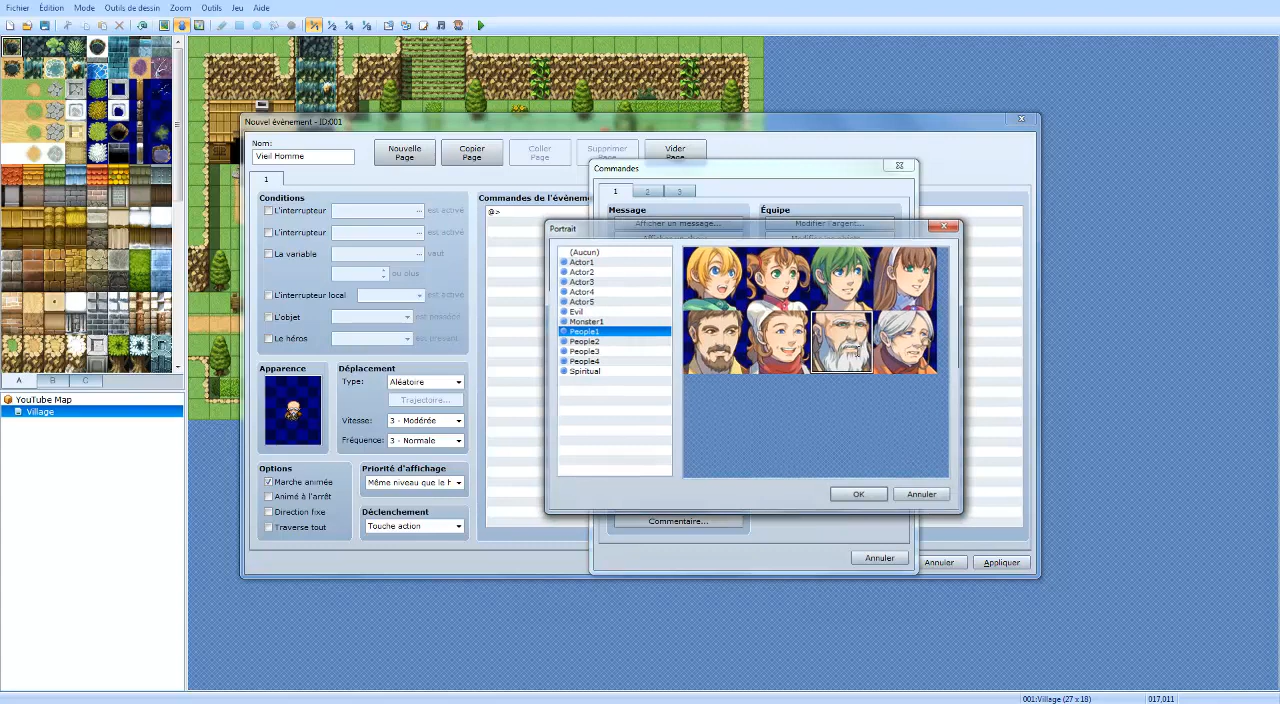 Fichier Édition Mode Outils de dessin Zoom Outils Jeu Aide
Nouvel évènement - ID:001
Nom:
Vieil Homme
Nouvelle Page
Copier Page
Coller Page
Supprimer Page
Vider Page
1
Conditions
L'interrupteur ... est activé
L'interrupteur ... est activé
La variable ... vaut
ou plus
L'interrupteur local est activé
L'objet est possédé
Le héros est présent
Apparence
Déplacement
Type: Aléatoire
Trajectoire...
Vitesse: 3 - Modérée
Fréquence: 3 - Normale
Options
Marche animée
Animé à l'arrêt
Direction fixe
Traverse tout
Priorité d'affichage
Même niveau que le h
Déclenchement
Touche action
Commandes de l'évènem
@>
Annuler
Appliquer
Commandes
1 2 3
Message
Équipe
Afficher un message...
Modifier l'argent...
Commentaire...
Annuler
Portrait
(Aucun)
Actor1
Actor2
Actor3
Actor4
Actor5
Evil
Monster1
People1
People2
People3
People4
Spiritual
OK
Annuler
A B C
YouTube Map
Village
001:Village (27 x 18)
017,011